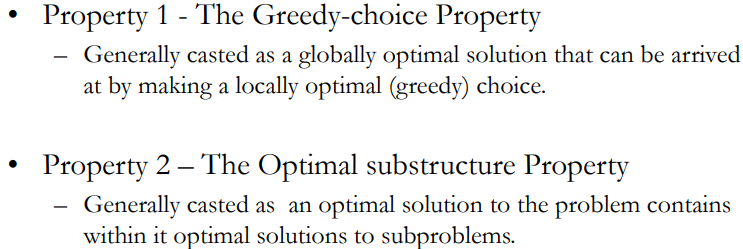 • Property 1 - The Greedy-choice Property
– Generally casted as a globally optimal solution that can be arrived
at by making a locally optimal (greedy) choice.
• Property 2 – The Optimal substructure Property
– Generally casted as an optimal solution to the problem contains
within it optimal solutions to subproblems.